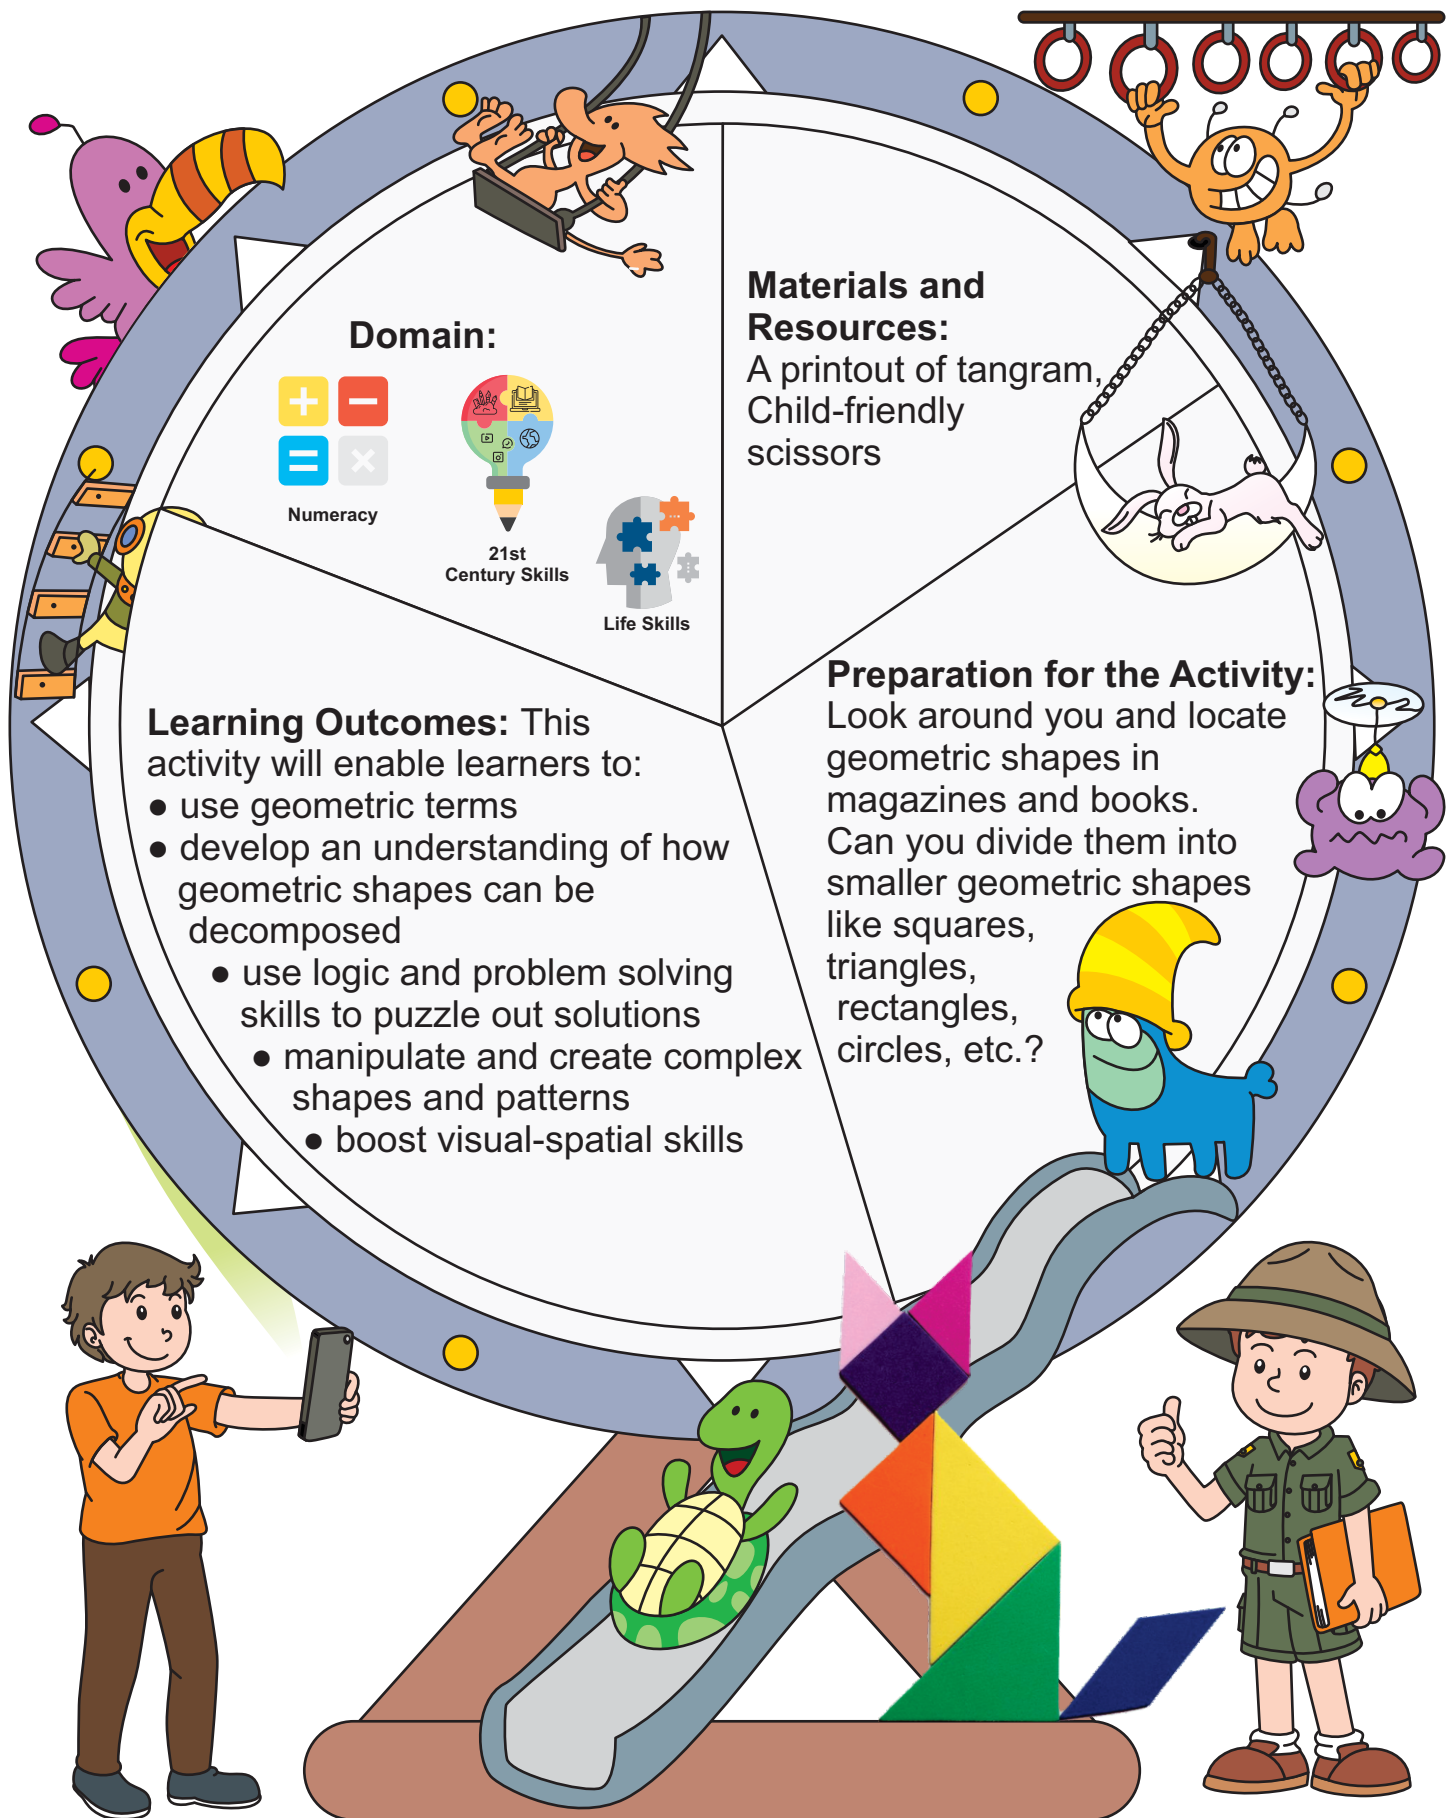 Domain:
Numeracy
21st
Century Skills
Life Skills
Materials and
Resources:
A printout of tangram,
Child-friendly
scissors
Learning Outcomes: This
activity will enable learners to:
● use geometric terms
● develop an understanding of how
geometric shapes can be
decomposed
● use logic and problem solving
skills to puzzle out solutions
● manipulate and create complex
shapes and patterns
● boost visual-spatial skills
Preparation for the Activity:
Look around you and locate
geometric shapes in
magazines and books.
Can you divide them into
smaller geometric shapes
like squares,
triangles,
rectangles,
circles, etc.?